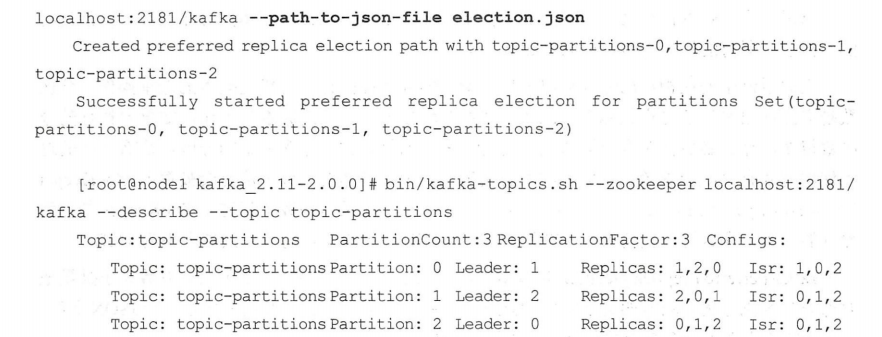 localhost:2181/kafka --path-to-json-file election.json
Created preferred replica election path with topic-partitions-0,topic-partitions-1,
topic-partitions-2
Successfully started preferred replica election for partitions Set(topic-
partitions-0, topic-partitions-1, topic-partitions-2)
[root@node1 kafka_2.11-2.0.0]# bin/kafka-topics.sh --zookeeper localhost:2181/
kafka --describe --topic topic-partitions
Topic:topic-partitions PartitionCount:3 ReplicationFactor:3 Configs:
Topic: topic-partitions Partition: 0 Leader: 1 Replicas: 1,2,0 Isr: 1,0,2
Topic: topic-partitions Partition: 1 Leader: 2 Replicas: 2,0,1 Isr: 0,1,2
Topic: topic-partitions Partition: 2 Leader: 0 Replicas: 0,1,2 Isr: 0,1,2